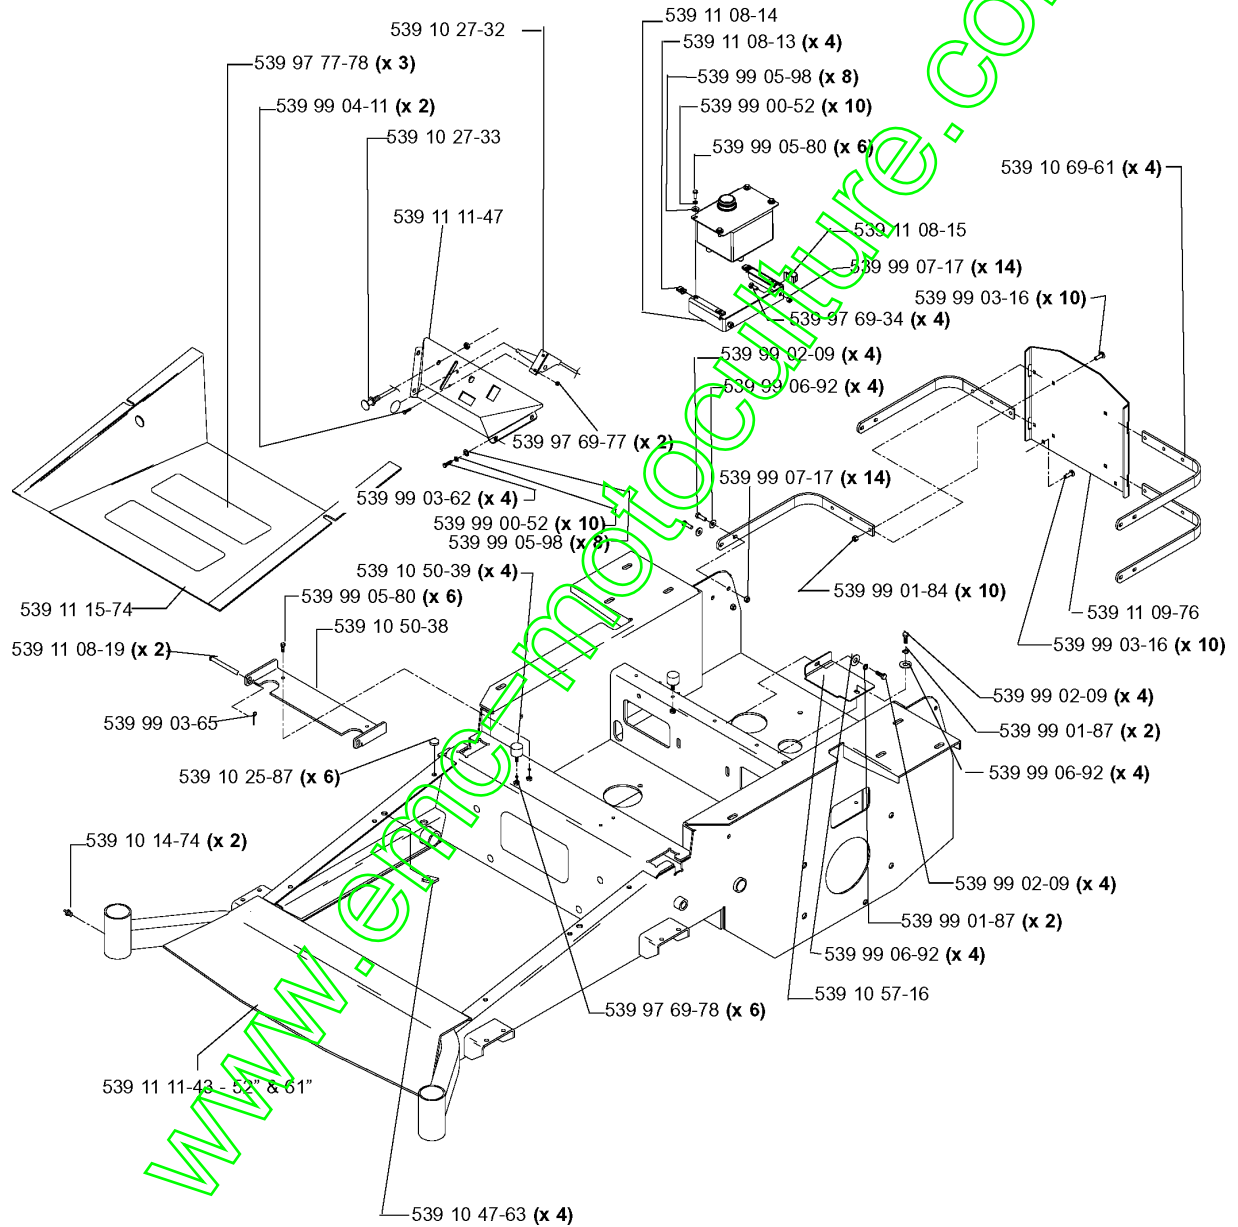 539 11 08-14
539 10 27-32
539 11 08-13 (x 4)
539 97 77-78 (x 3)
539 99 05-98 (x 8)
539 99 04-11 (x 2)
539 99 00-52 (x 10)
539 10 27-33
539 99 05-80 (x 6)
539 10 69-61 (x 4)
539 11 11-47
539 11 08-15
539 99 07-17 (x 14)
539 99 03-16 (x 10)
539 97 69-34 (x 4)
539 99 02-09 (x 4)
539 99 06-92 (x 4)
539 97 69-77 (x 2)
539 99 07-17 (x 14)
539 99 03-62 (x 4)
539 99 00-52 (x 10)
539 99 05-98 (x 8)
539 10 50-39 (x 4)
539 99 01-84 (x 10)
539 99 05-80 (x 6)
539 11 15-74
539 11 09-76
539 10 50-38
539 99 03-16 (x 10)
539 11 08-19 (x 2)
539 99 02-09 (x 4)
539 99 03-65
539 99 01-87 (x 2)
539 99 06-92 (x 4)
539 10 25-87 (x 6)
539 10 14-74 (x 2)
539 99 02-09 (x 4)
539 99 01-87 (x 2)
539 99 06-92 (x 4)
539 10 57-16
539 97 69-78 (x 6)
539 11 11-43 - 52” & 61”
539 10 47-63 (x 4)
www.emc-motoculture.com